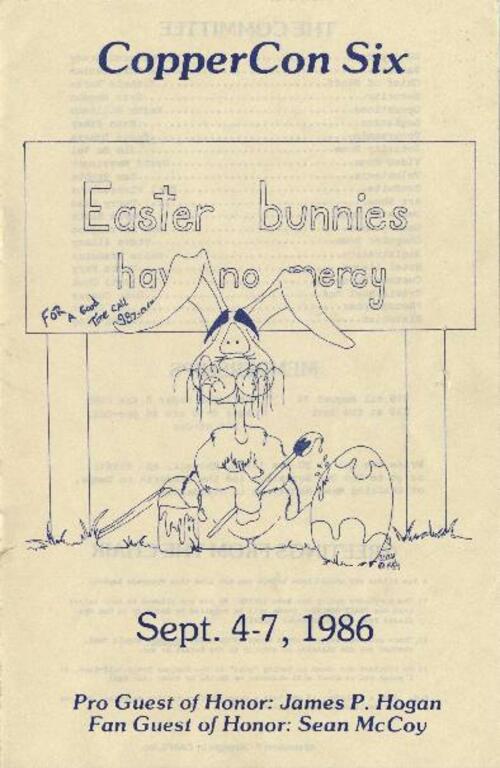 CopperCon Six
Easter bunnies
hav no mercy
FOR
A Good
Time CALL
Sept. 4-7, 1986
Pro Guest of Honor: James P. Hogan
Fan Guest of Honor: Sean McCoy